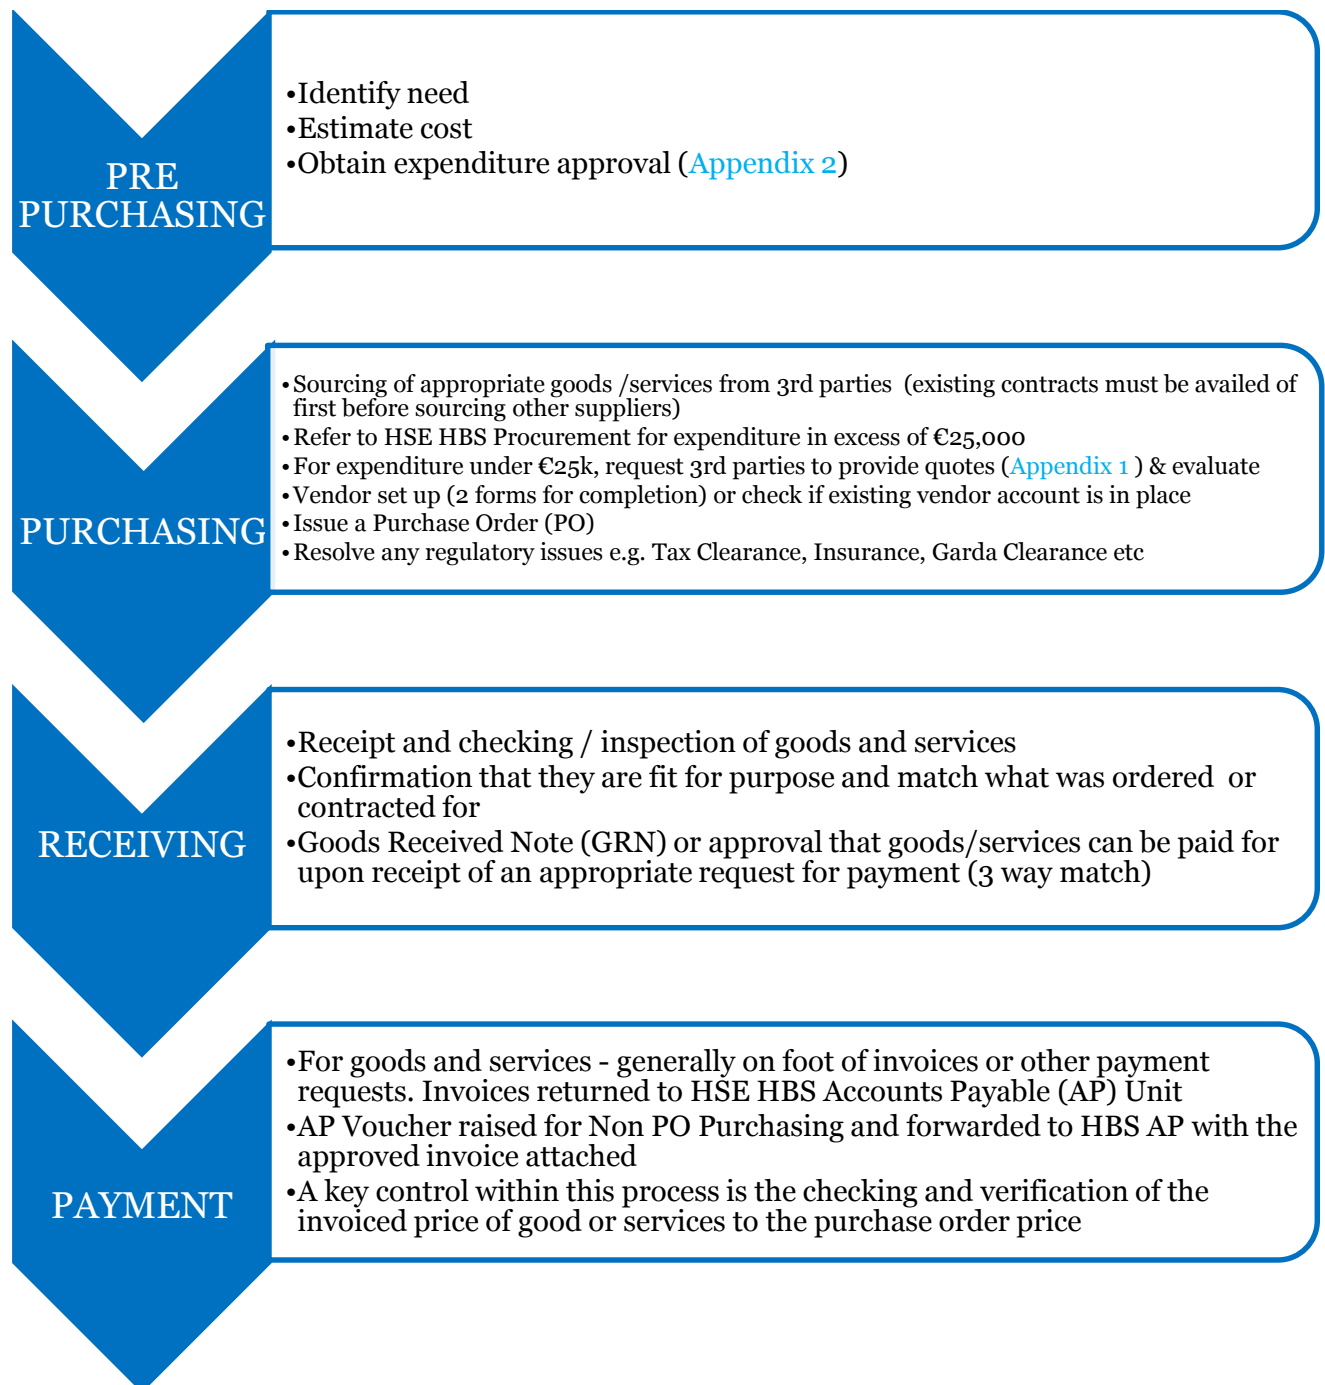 PRE
PURCHASING
•Identify need
•Estimate cost
•Obtain expenditure approval (Appendix 2)
PURCHASING
•Sourcing of appropriate goods /services from 3rd parties  (existing contracts must be availed of
first before sourcing other suppliers)
•Refer to HSE HBS Procurement for expenditure in excess of €25,000
•For expenditure under €25k, request 3rd parties to provide quotes (Appendix 1 ) & evaluate
•Vendor set up (2 forms for completion) or check if existing vendor account is in place
•Issue a Purchase Order (PO)
•Resolve any regulatory issues e.g. Tax Clearance, Insurance, Garda Clearance etc
RECEIVING
•Receipt and checking / inspection of goods and services
•Confirmation that they are fit for purpose and match what was ordered  or
contracted for
•Goods Received Note (GRN) or approval that goods/services can be paid for
upon receipt of an appropriate request for payment (3 way match)
PAYMENT
•For goods and services - generally on foot of invoices or other payment
requests. Invoices returned to HSE HBS Accounts Payable (AP) Unit
•AP Voucher raised for Non PO Purchasing and forwarded to HBS AP with the
approved invoice attached
•A key control within this process is the checking and verification of the
invoiced price of good or services to the purchase order price